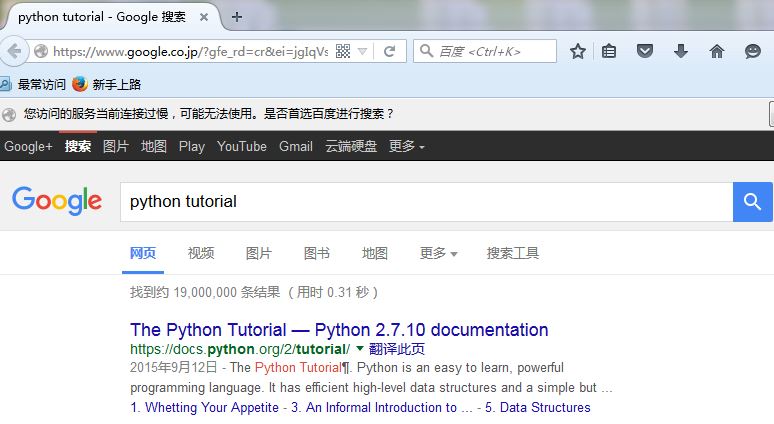 python tutorial - Google 搜索
https://www.google.co.jp/?gfe_rd=cr&ei=jgIqVs
百度 <Ctrl+K>
最常访问 新手上路
您访问的服务当前连接过慢，可能无法使用。是否首选百度进行搜索？
Google+ 搜索 图片 地图 Play YouTube Gmail 云端硬盘 更多
Google python tutorial
网页 视频 图片 图书 地图 更多 搜索工具
找到约 19,000,000 条结果 （用时 0.31 秒）
The Python Tutorial — Python 2.7.10 documentation
https://docs.python.org/2/tutorial/ 翻译此页
2015年9月12日 - The Python Tutorial¶. Python is an easy to learn, powerful
programming language. It has efficient high-level data structures and a simple but ...
1. Whetting Your Appetite - 3. An Informal Introduction to ... - 5. Data Structures